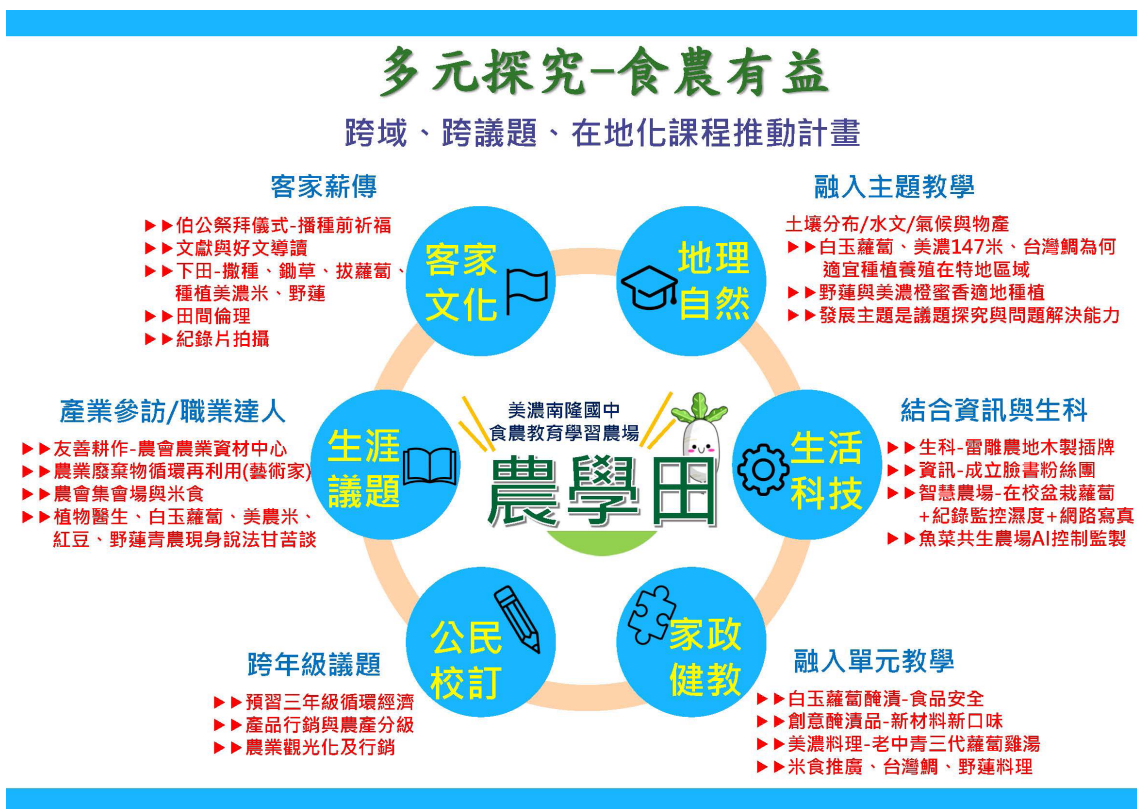 多元探究-食農有益
跨域、跨議題、在地化課程推動計畫
客家薪傳
▶▶伯公祭拜儀式-播種前祈福
▶▶文獻與好文導讀
▶▶下田-撒種、鋤草、拔蘿蔔、
種植美濃米、野蓮
▶▶田間倫理
▶▶紀錄片拍攝
客家
文化
地理
自然
融入主題教學
土壤分布/水文/氣候與物產
▶▶白玉蘿蔔、美濃147米、台灣鯛為何
適宜種植養殖在特地區域
▶▶野蓮與美濃橙蜜香適地種植
▶▶發展主題是議題探究與問題解決能力
產業參訪/職業達人
▶▶友善耕作-農會農業資材中心
▶▶農業廢棄物循環再利用(藝術家)
▶▶農會集會場與米食
▶▶植物醫生、白玉蘿蔔、美農米、
紅豆、野蓮青農現身說法甘苦談
生涯
議題
美濃南隆國中
食農教育學習農場
農學田
生活
科技
結合資訊與生科
▶▶生科-雷雕農地木製插牌
▶▶資訊-成立臉書粉絲團
▶▶智慧農場-在校盆栽蘿蔔
+紀錄監控濕度+網路寫真
▶▶魚菜共生農場AI控制監製
跨年級議題
▶▶預習三年級循環經濟
▶▶產品行銷與農產分級
▶▶農業觀光化及行銷
公民
校訂
家政
健教
融入單元教學
▶▶白玉蘿蔔醃漬-食品安全
▶▶創意醃漬品-新材料新口味
▶▶美濃料理-老中青三代蘿蔔雞湯
▶▶米食推廣、台灣鯛、野蓮料理